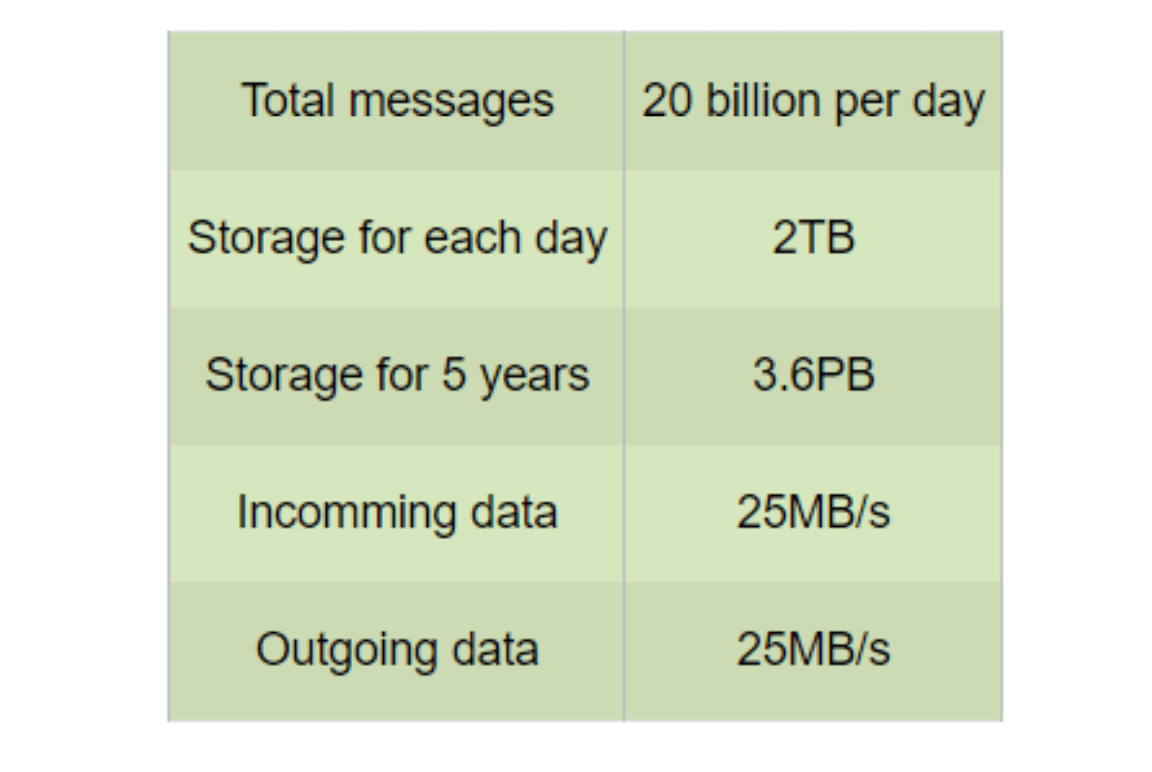 Total messages 20 billion per day
Storage for each day 2TB
Storage for 5 years 3.6PB
Incomming data 25MB/s
Outgoing data 25MB/s